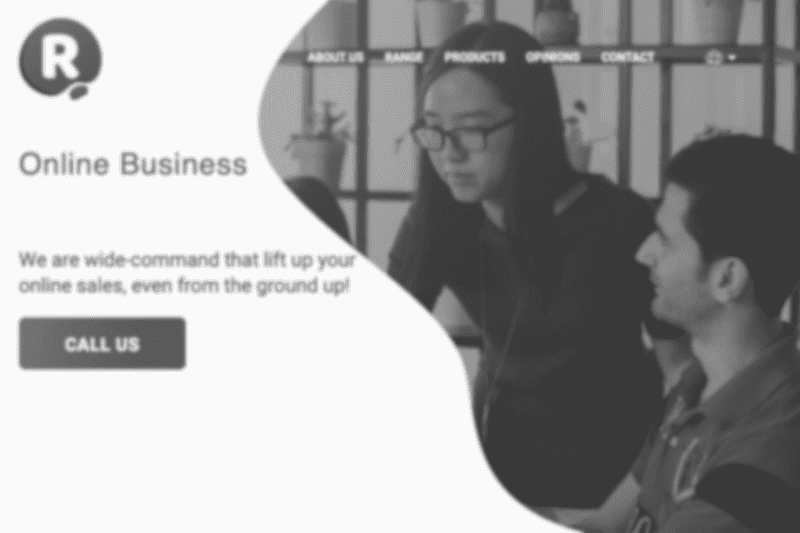 R
ABOUT US RANGE PRODUCTS OPINIONS CONTACT
Online Business
We are wide-command that lift up your
online sales, even from the ground up!
CALL US